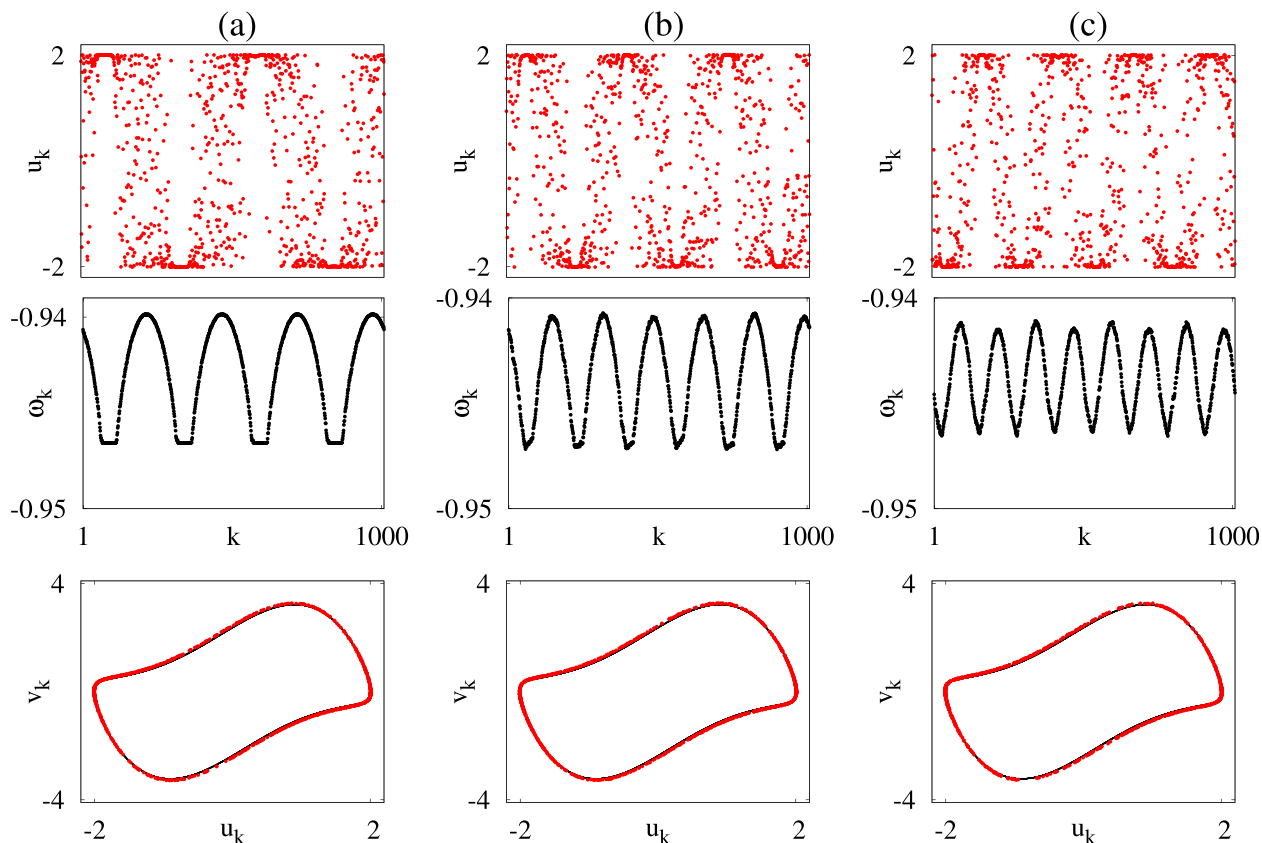 (a) (b) (c)
2 2 2
u_k u_k u_k
-2 -2 -2
-0.94 -0.94 -0.94
ω_k ω_k ω_k
-0.95 -0.95 -0.95
1 k 1000 1 k 1000 1 k 1000
4 4 4
v_k v_k v_k
-4 -4 -4
-2 u_k 2 -2 u_k 2 -2 u_k 2